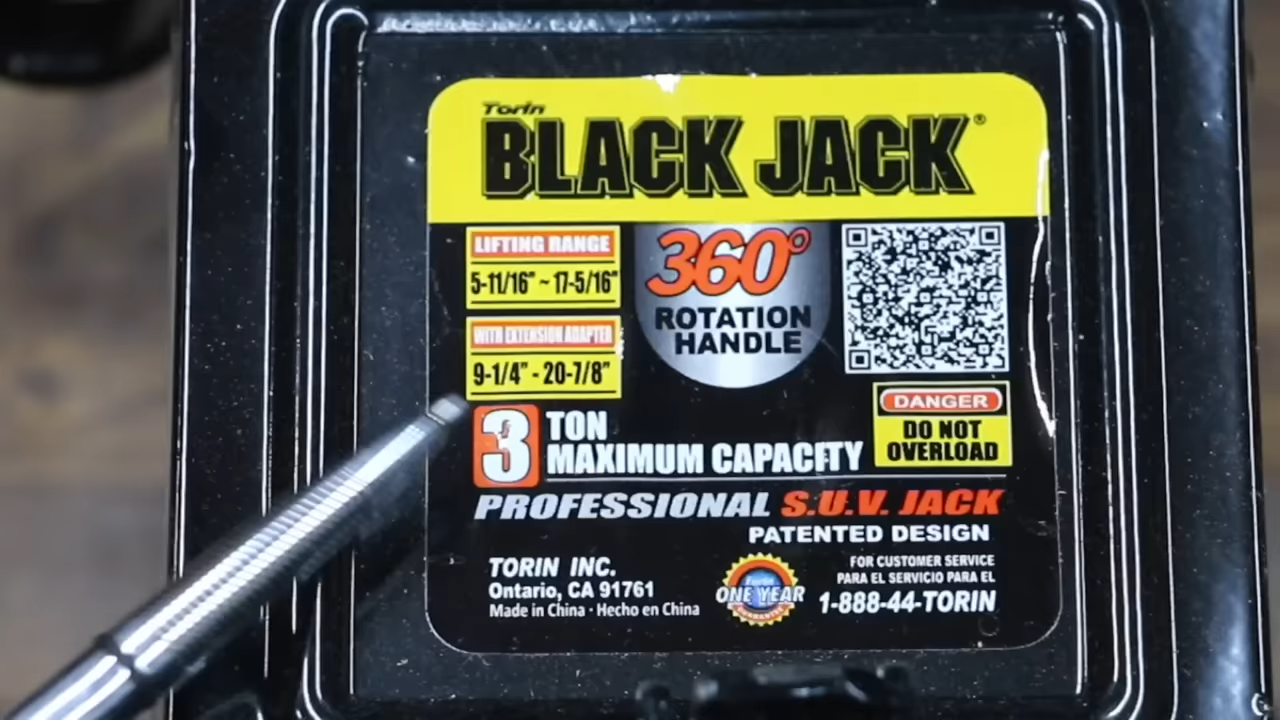 Torin
BLACK JACK®
LIFTING RANGE
5-11/16" ~ 17-5/16"
WITH EXTENSION ADAPTER
9-1/4" - 20-7/8"
360°
ROTATION
HANDLE
DANGER
DO NOT
OVERLOAD
3 TON
MAXIMUM CAPACITY
PROFESSIONAL S.U.V. JACK
PATENTED DESIGN
TORIN INC.
Ontario, CA 91761
Made in China · Hecho en China
Torin
ONE YEAR
GUARANTEE
FOR CUSTOMER SERVICE
PARA EL SERVICIO PARA EL
1-888-44-TORIN